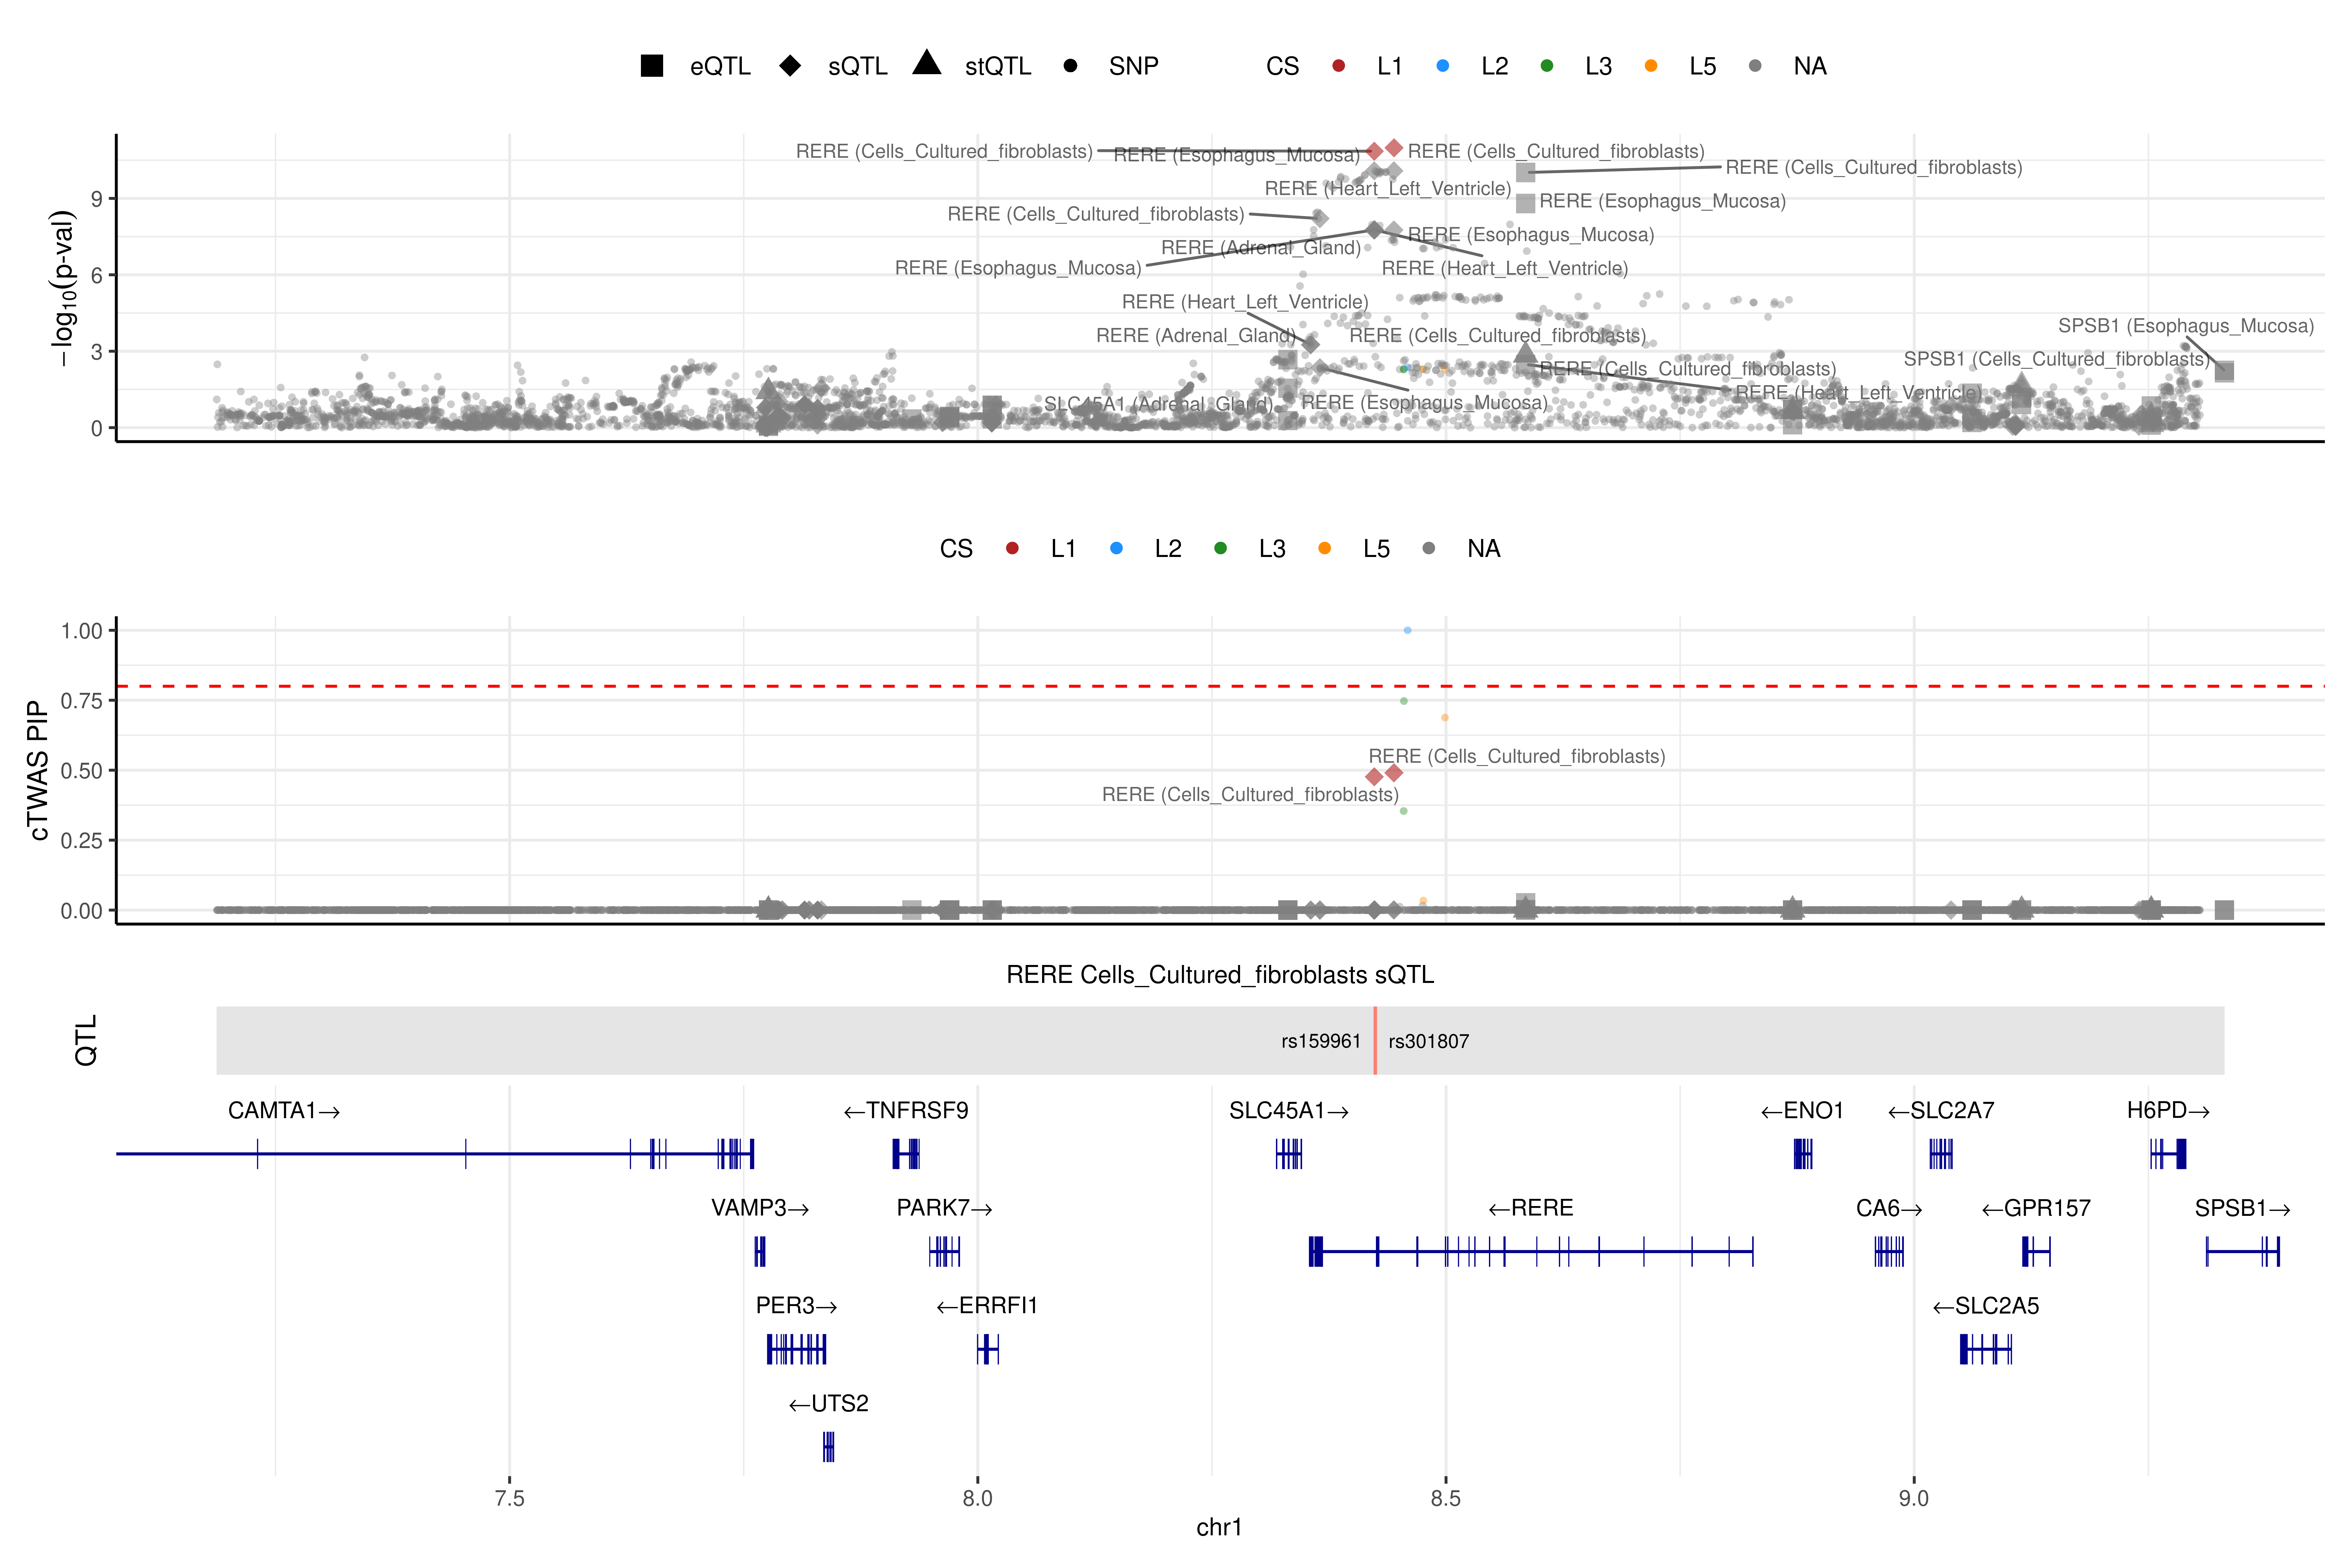 eQTL sQTL stQTL SNP CS L1 L2 L3 L5 NA
RERE (Cells_Cultured_fibroblasts) RERE (Esophagus_Mucosa) RERE (Cells_Cultured_fibroblasts)
RERE (Cells_Cultured_fibroblasts)
RERE (Heart_Left_Ventricle)
9
RERE (Esophagus_Mucosa)
RERE (Cells_Cultured_fibroblasts)
RERE (Esophagus_Mucosa)
RERE (Adrenal_Gland)
RERE (Esophagus_Mucosa) RERE (Heart_Left_Ventricle)
6
−log10(p-val)
RERE (Heart_Left_Ventricle)
SPSB1 (Esophagus_Mucosa)
RERE (Adrenal_Gland) RERE (Cells_Cultured_fibroblasts)
3
SPSB1 (Cells_Cultured_fibroblasts)
RERE (Cells_Cultured_fibroblasts)
RERE (Heart_Left_Ventricle)
SLC45A1 (Adrenal_Gland) RERE (Esophagus_Mucosa)
0
CS L1 L2 L3 L5 NA
1.00
0.75
RERE (Cells_Cultured_fibroblasts)
0.50
cTWAS PIP
RERE (Cells_Cultured_fibroblasts)
0.25
0.00
RERE Cells_Cultured_fibroblasts sQTL
QTL
rs159961 rs301807
CAMTA1→ ←TNFRSF9 SLC45A1→ ←ENO1 ←SLC2A7 H6PD→
VAMP3→ PARK7→ ←RERE CA6→ ←GPR157 SPSB1→
PER3→ ←ERRFI1 ←SLC2A5
←UTS2
7.5 8.0 8.5 9.0
chr1